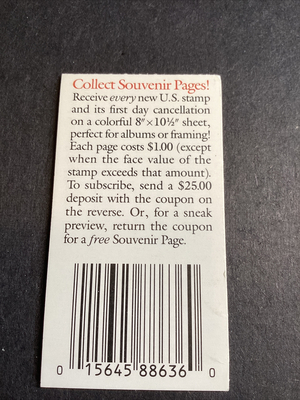 Collect Souvenir Pages!
Receive every new U.S. stamp
and its first day cancellation
on a colorful 8″×10½″ sheet,
perfect for albums or framing!
Each page costs $1.00 (except
when the face value of the
stamp exceeds that amount).
To subscribe, send a $25.00
deposit with the coupon on
the reverse. Or, for a sneak
preview, return the coupon
for a free Souvenir Page.
0 15645 88636 0